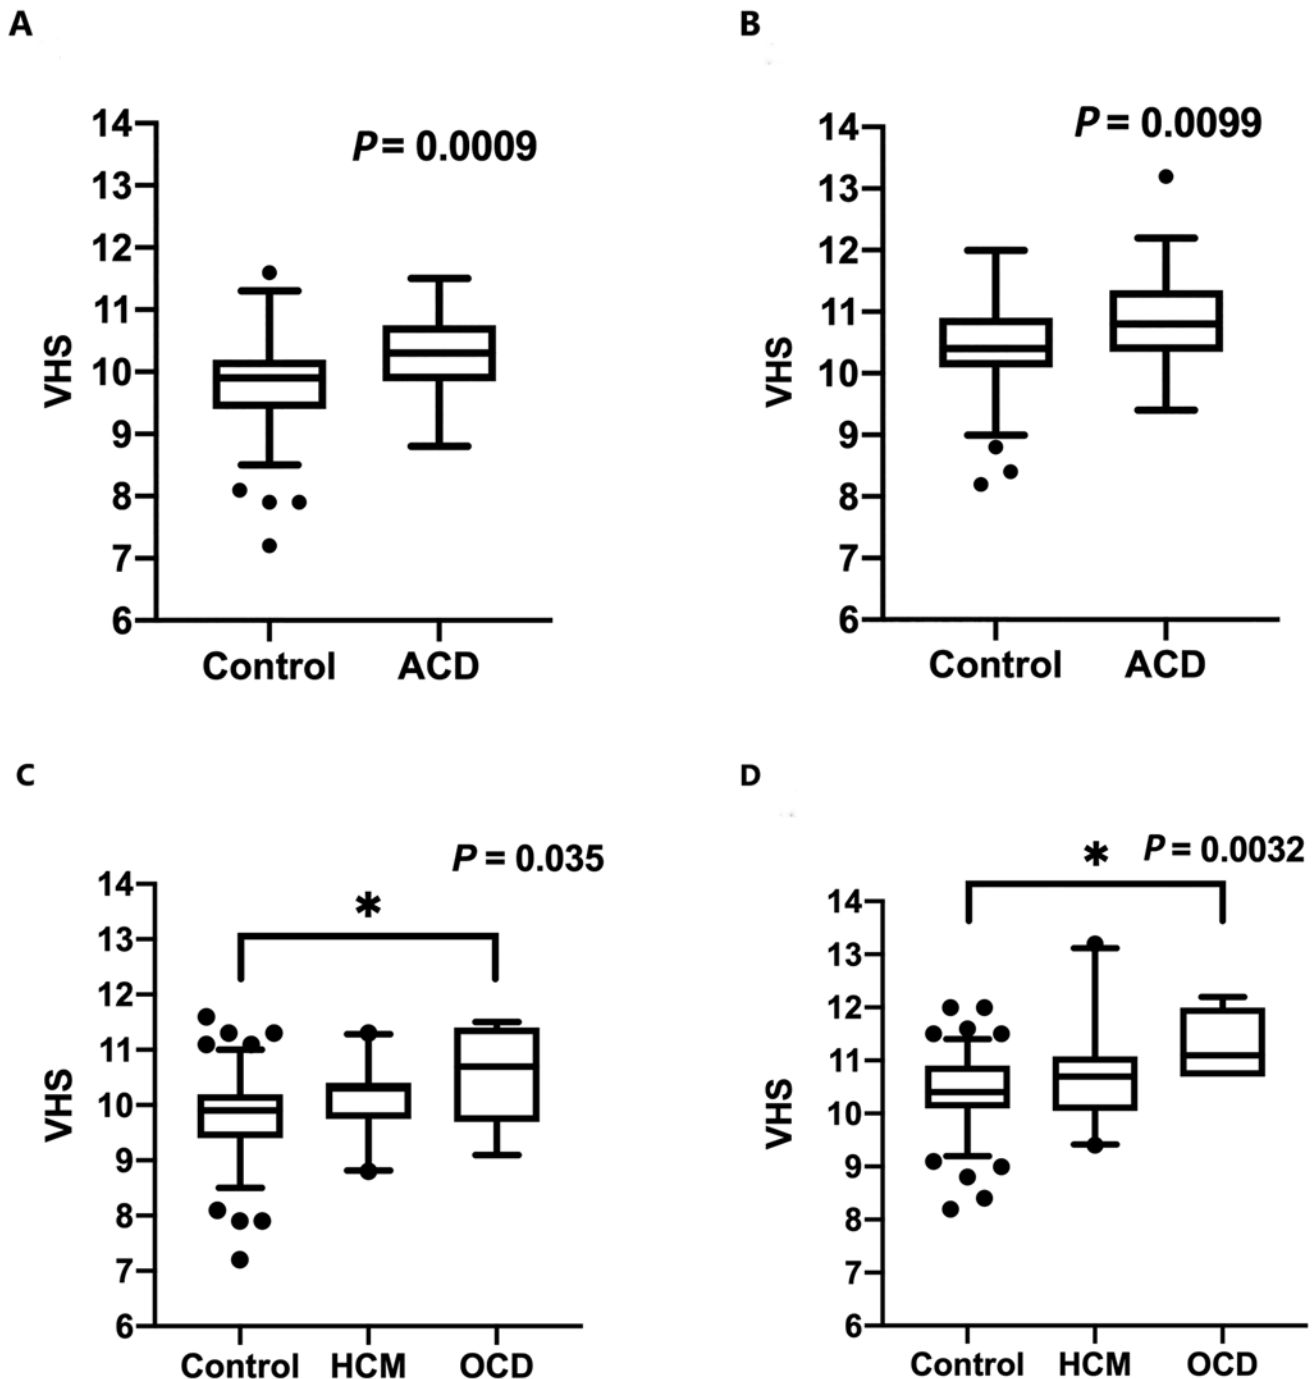 A
P = 0.0009
14
13
12
11
10
9
8
7
6
VHS
Control ACD
B
P = 0.0099
14
13
12
11
10
9
8
7
6
VHS
Control ACD
C
P = 0.035
*
14
13
12
11
10
9
8
7
6
VHS
Control HCM OCD
D
* P = 0.0032
14
13
12
11
10
9
8
7
6
VHS
Control HCM OCD